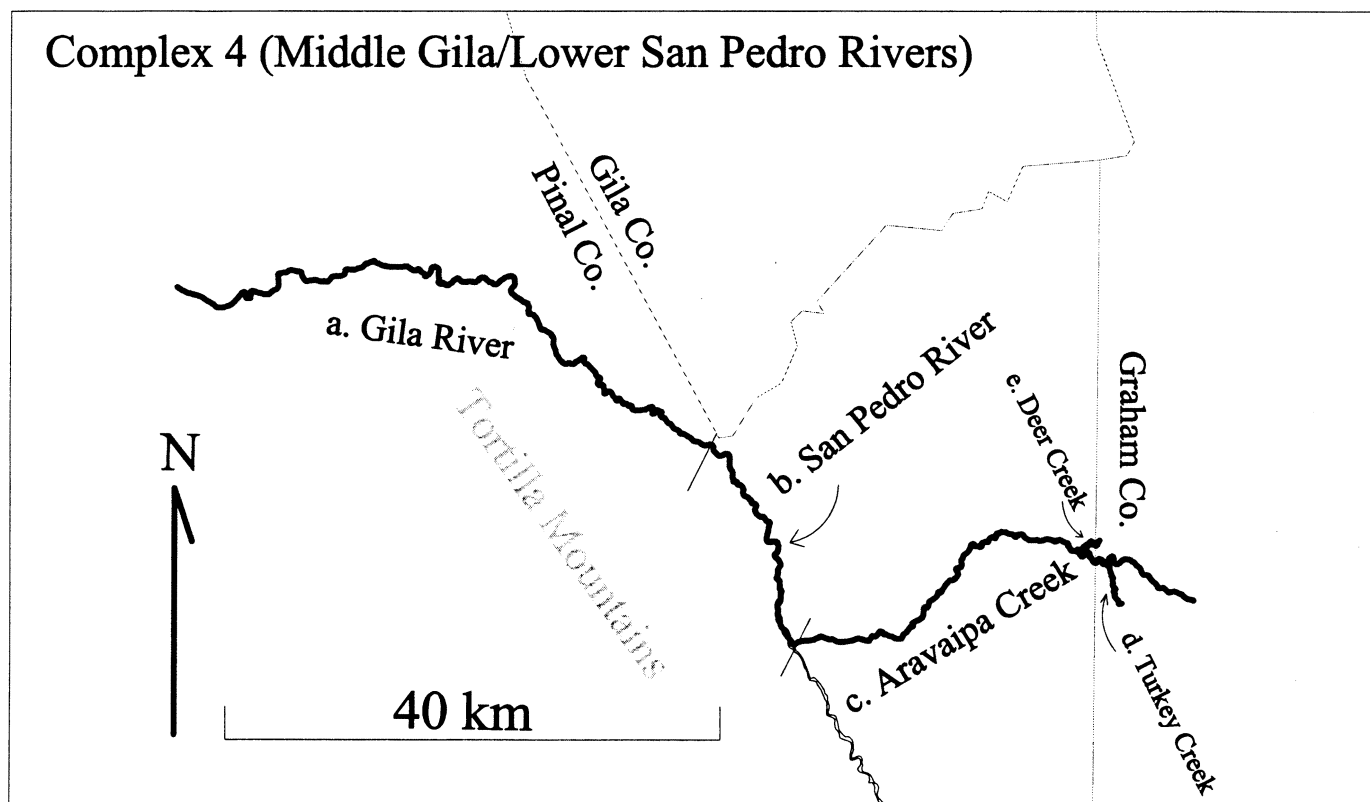 Complex 4 (Middle Gila/Lower San Pedro Rivers)
Gila Co.
Pinal Co.
a. Gila River
b. San Pedro River
Graham Co.
e. Deer Creek
Tortilla Mountains
N
c. Aravaipa Creek
d. Turkey Creek
40 km